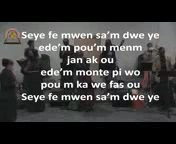 Seye fe mwen sa'm dwe ye
ede'm pou'm menm
jan ak ou
ede'm monte pi wo
pou m ka we fas ou
Seye fe mwen sa'm dwe ye